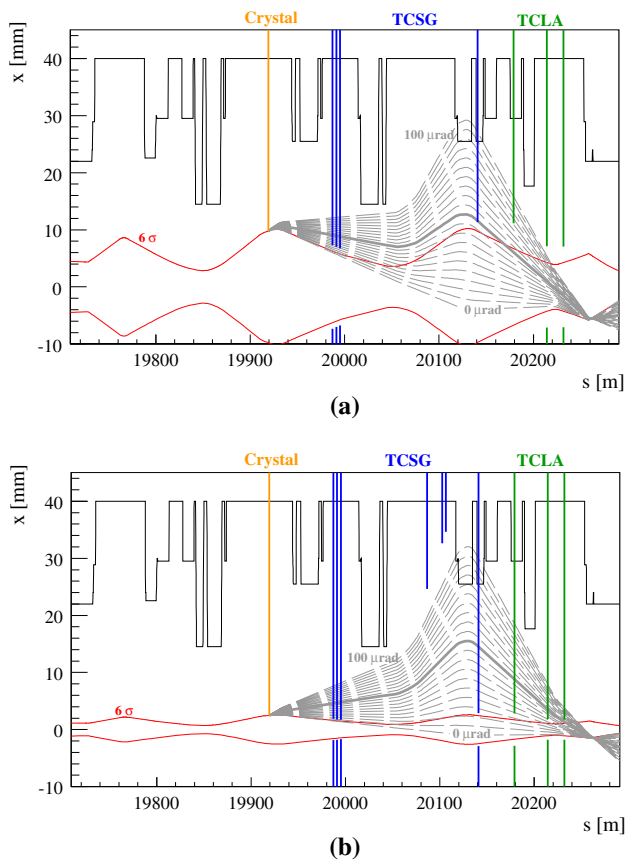 Crystal TCSG TCLA
x [mm]
40
30
20
10
0
-10
100 μrad
6 σ
0 μrad
19800 19900 20000 20100 20200
s [m]
(a)
Crystal TCSG TCLA
x [mm]
40
30
20
10
0
-10
100 μrad
6 σ
0 μrad
19800 19900 20000 20100 20200
s [m]
(b)